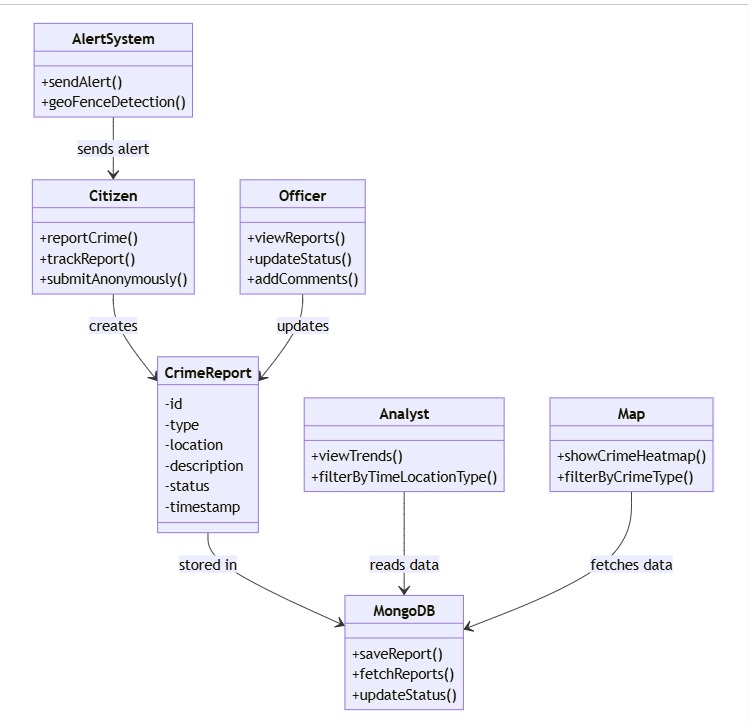 AlertSystem
+sendAlert()
+geoFenceDetection()
sends alert
Citizen
+reportCrime()
+trackReport()
+submitAnonymously()
Officer
+viewReports()
+updateStatus()
+addComments()
creates
updates
CrimeReport
-id
-type
-location
-description
-status
-timestamp
Analyst
+viewTrends()
+filterByTimeLocationType()
Map
+showCrimeHeatmap()
+filterByCrimeType()
stored in
reads data
fetches data
MongoDB
+saveReport()
+fetchReports()
+updateStatus()